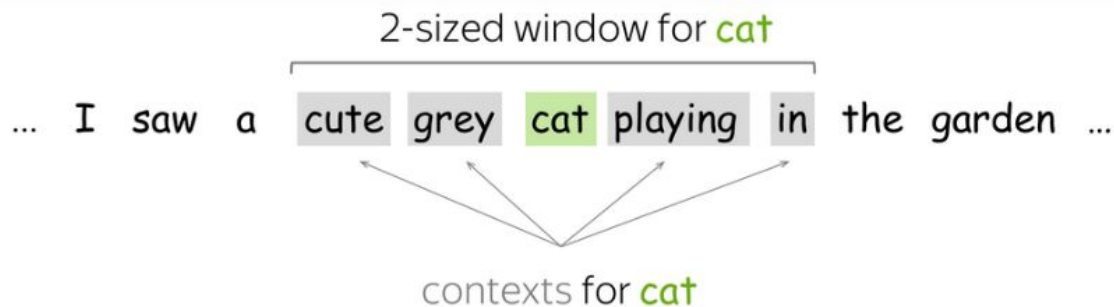 2-sized window for cat
... I saw a cute grey cat playing in the garden ...
contexts for cat